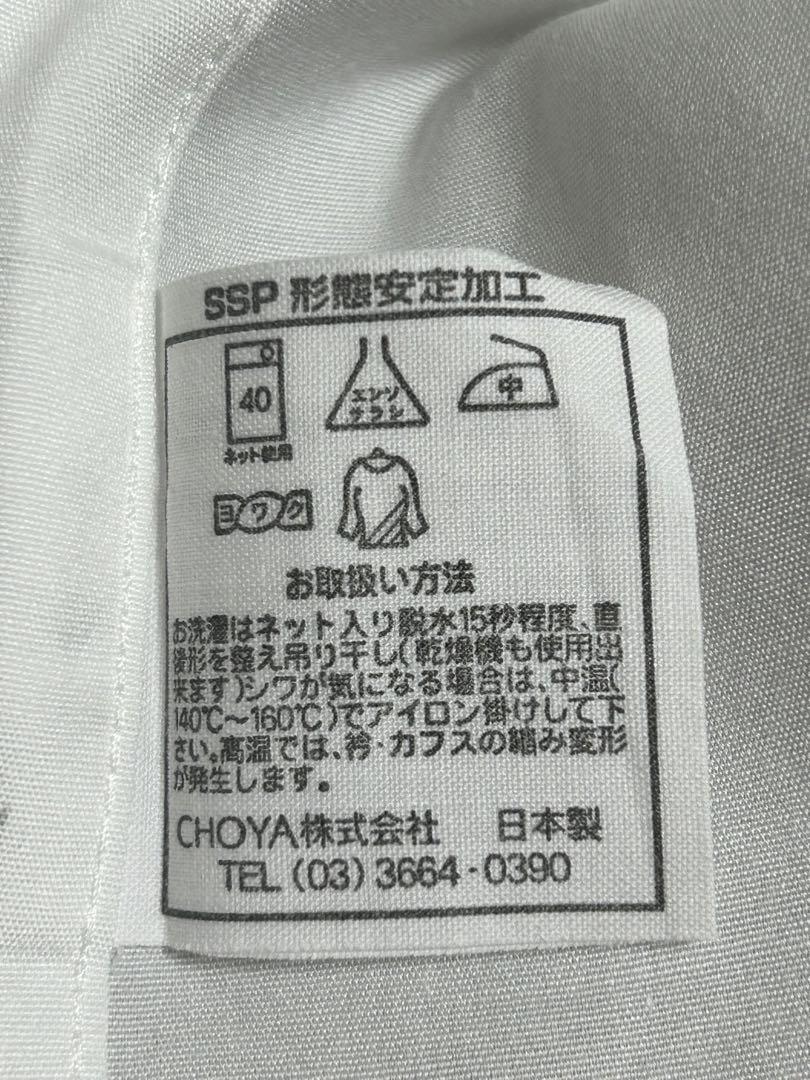 SSP 形態安定加工
40
エンソ
サラシ
中
ネット使用
ヨワク
お取扱い方法
お洗濯はネット入り脱水15秒程度、直
後形を整え吊り干し(乾燥機も使用出
来ます)シワが気になる場合は、中温(
140℃〜160℃)でアイロン掛けして下
さい。高温では、衿・カフスの縮み変形
が発生します。
CHOYA株式会社 日本製
TEL (03) 3664-0390